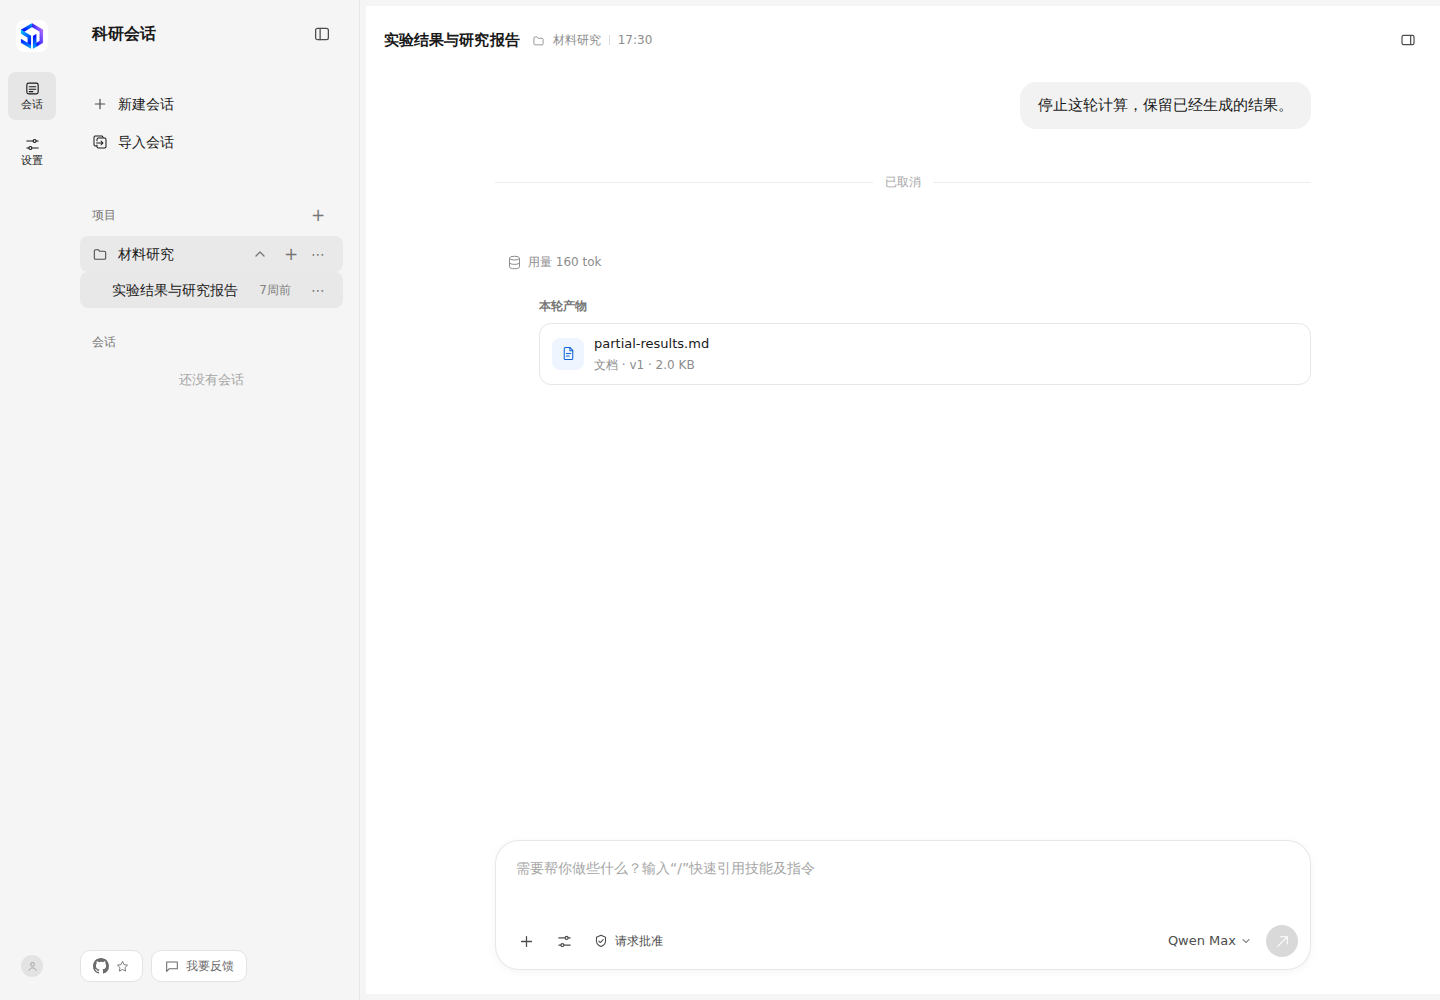 科研会话
会话
设置
新建会话
导入会话
项目
材料研究
实验结果与研究报告 7周前
会话
还没有会话
我要反馈
实验结果与研究报告 材料研究 17:30
停止这轮计算，保留已经生成的结果。
已取消
用量 160 tok
本轮产物
partial-results.md
文档 · v1 · 2.0 KB
需要帮你做些什么？输入“/”快速引用技能及指令
请求批准
Qwen Max